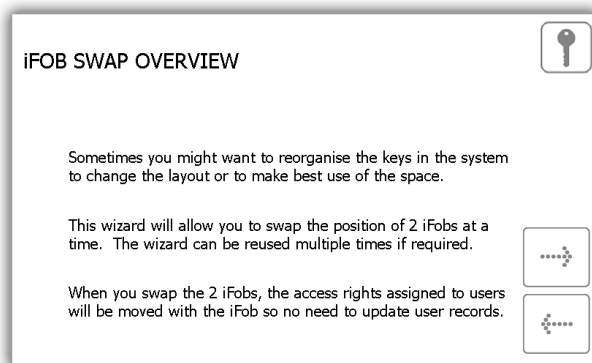 iFOB SWAP OVERVIEW
Sometimes you might want to reorganise the keys in the system
to change the layout or to make best use of the space.
This wizard will allow you to swap the position of 2 iFobs at a
time. The wizard can be reused multiple times if required.
When you swap the 2 iFobs, the access rights assigned to users
will be moved with the iFob so no need to update user records.